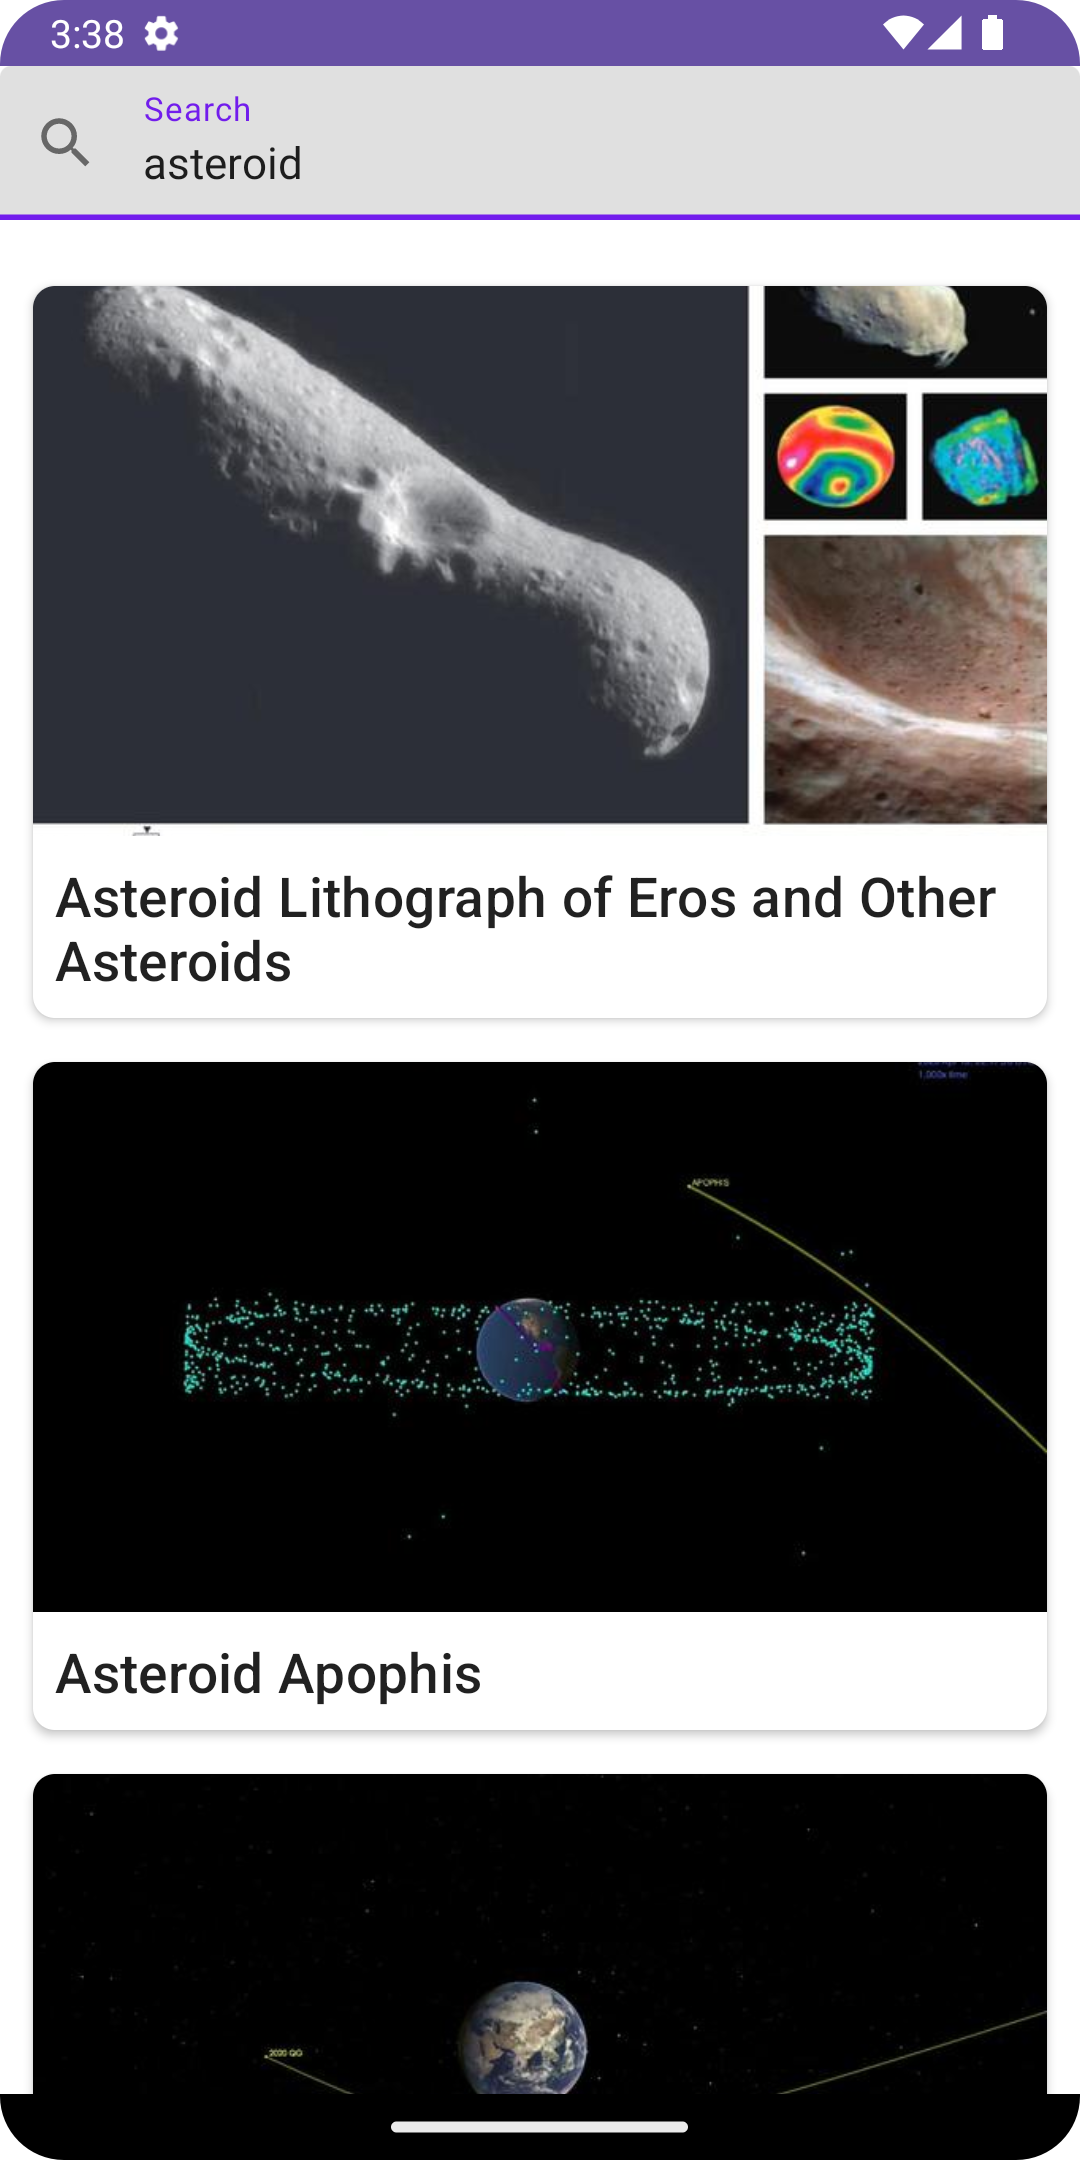 3:38
Search
asteroid
Asteroid Lithograph of Eros and Other
Asteroids
1,000x time
APOPHIS
Asteroid Apophis
2020 QG